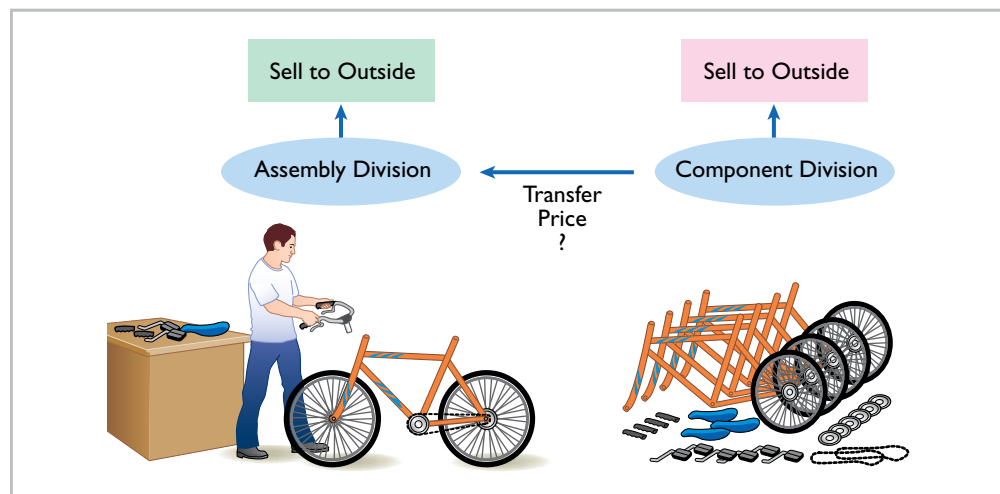 Sell to Outside
Sell to Outside
Assembly Division
Component Division
Transfer
Price
?